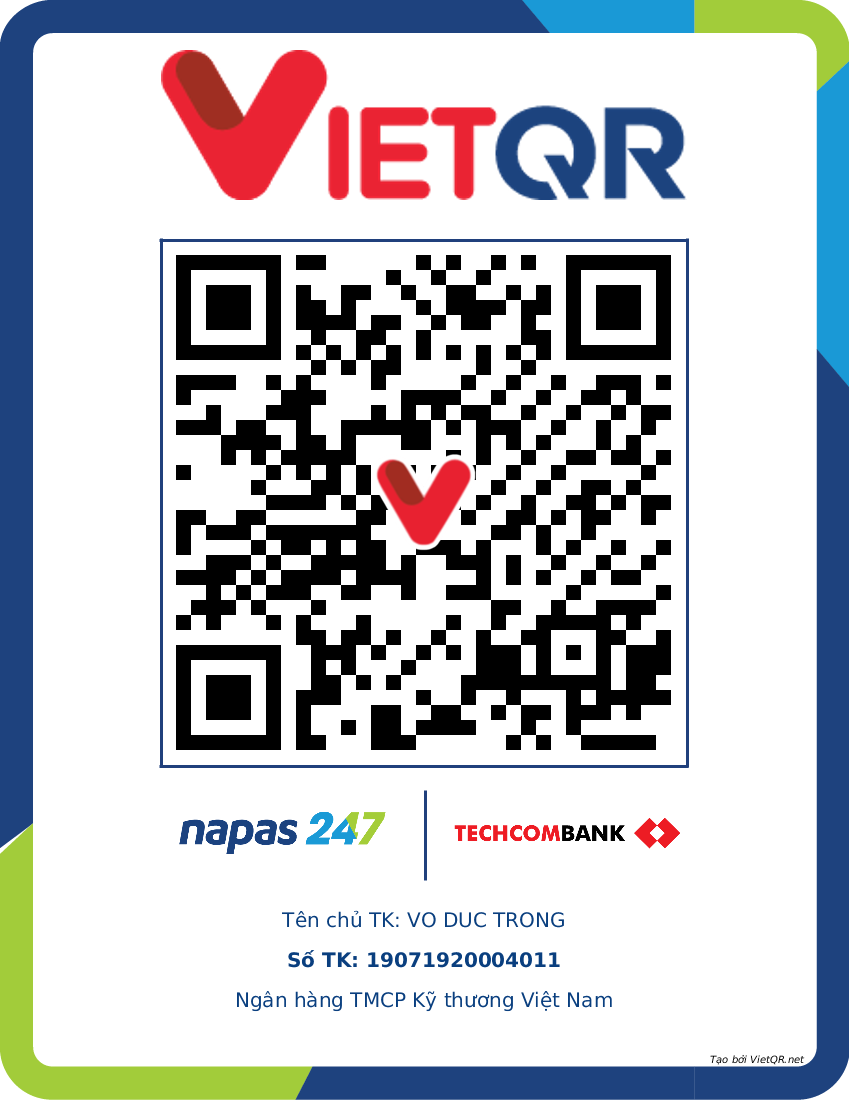 VIETQR
napas 247
TECHCOMBANK
Tên chủ TK: VO DUC TRONG
Số TK: 19071920004011
Ngân hàng TMCP Kỹ thương Việt Nam
Tạo bởi VietQR.net